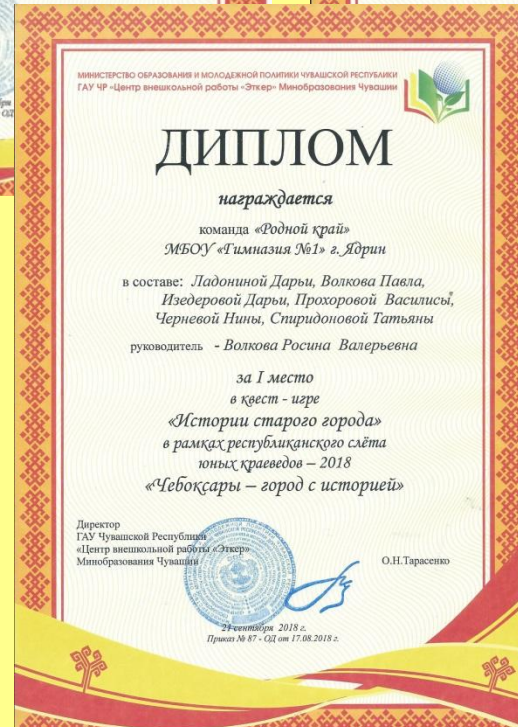 МИНИСТЕРСТВО ОБРАЗОВАНИЯ И МОЛОДЕЖНОЙ ПОЛИТИКИ ЧУВАШСКОЙ РЕСПУБЛИКИ
ГАУ ЧР «Центр внешкольной работы «Эткер» Минобразования Чувашии
ДИПЛОМ
награждается
команда «Родной край»
МБОУ «Гимназия №1» г. Ядрин
в составе: Ладониной Дарьи, Волкова Павла,
Изедеровой Дарьи, Прохоровой Василисы,
Черневой Нины, Спиридоновой Татьяны
руководитель - Волкова Росина Валерьевна
за I место
в квест - игре
«Истории старого города»
в рамках республиканского слёта
юных краеведов – 2018
«Чебоксары – город с историей»
Директор
ГАУ Чувашской Республики
«Центр внешкольной работы «Эткер»
Минобразования Чувашии
О.Н.Тарасенко
21 сентября 2018 г.
Приказ № 87 - ОД от 17.08.2018 г.